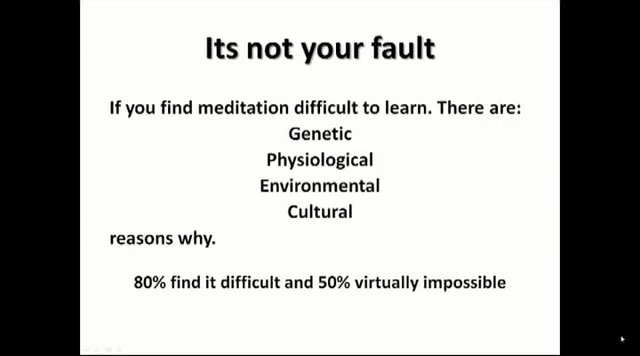 Its not your fault
If you find meditation difficult to learn. There are:
Genetic
Physiological
Environmental
Cultural
reasons why.
80% find it difficult and 50% virtually impossible